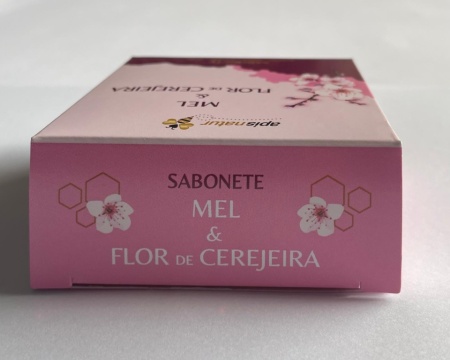 apisnatur
MEL
&
FLOR DE CEREJEIRA
SABONETE
MEL
&
FLOR DE CEREJEIRA